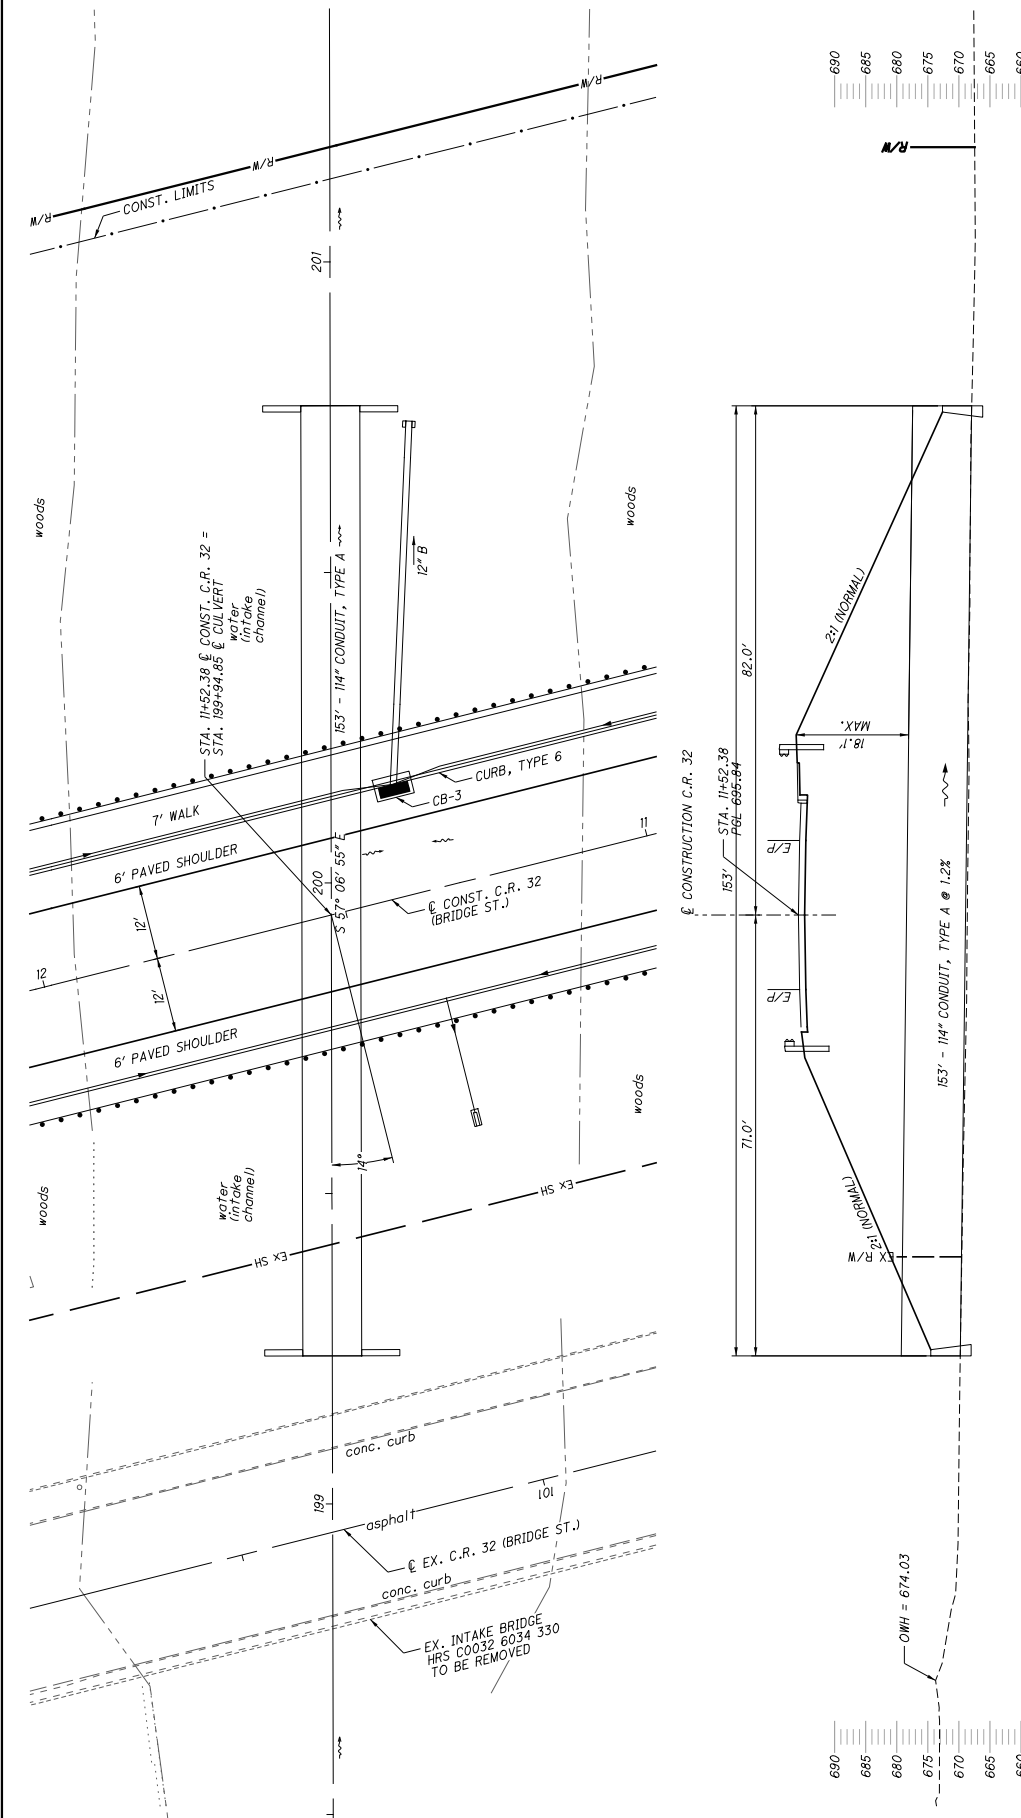 R/W
R/W
R/W
CONST. LIMITS
201
woods
woods
STA. 11+52.38 ℄ CONST. C.R. 32 =
STA. 199+94.85 ℄ CULVERT
water
(intake
channel)
153' - 114" CONDUIT, TYPE A
12" B
7' WALK
CURB, TYPE 6
CB-3
6' PAVED SHOULDER
11
200
S 57° 06' 55" E
℄ CONST. C.R. 32
(BRIDGE ST.)
12'
12
12'
6' PAVED SHOULDER
woods
woods
14°
water
(intake
channel)
EX SH
EX SH
conc. curb
199
asphalt
101
℄ EX. C.R. 32 (BRIDGE ST.)
conc. curb
EX. INTAKE BRIDGE
HRS C0032 6034 330
TO BE REMOVED
690
685
680
675
670
665
660
R/W
2:1 (NORMAL)
82.0'
18.1'
MAX.
℄ CONSTRUCTION C.R. 32
153'
STA. 11+52.38
PGL 695.84
E/P
E/P
153' - 114" CONDUIT, TYPE A @ 1.2%
71.0'
2:1 (NORMAL)
EX R/W
OWH = 674.03
690
685
680
675
670
665
660